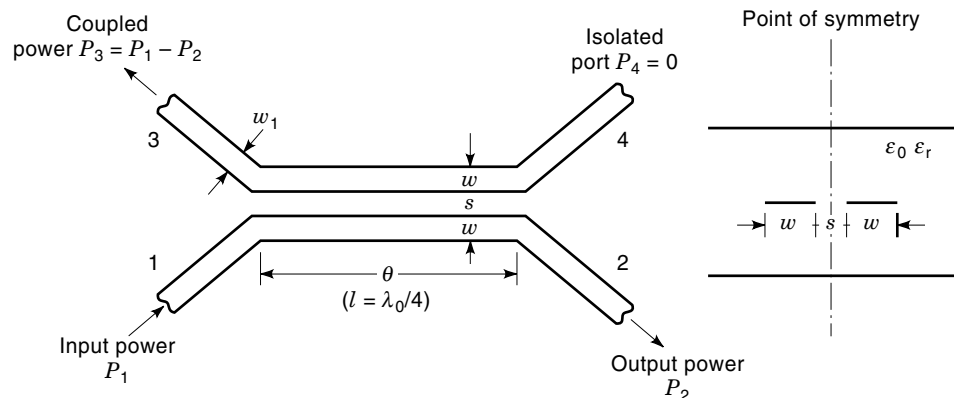 Coupled
power P₃ = P₁ − P₂
Isolated
port P₄ = 0
Point of symmetry
3
w₁
4
ε₀ εᵣ
w
s
w
w
s
w
1
θ
2
(l = λ₀/4)
Input power
P₁
Output power
P₂